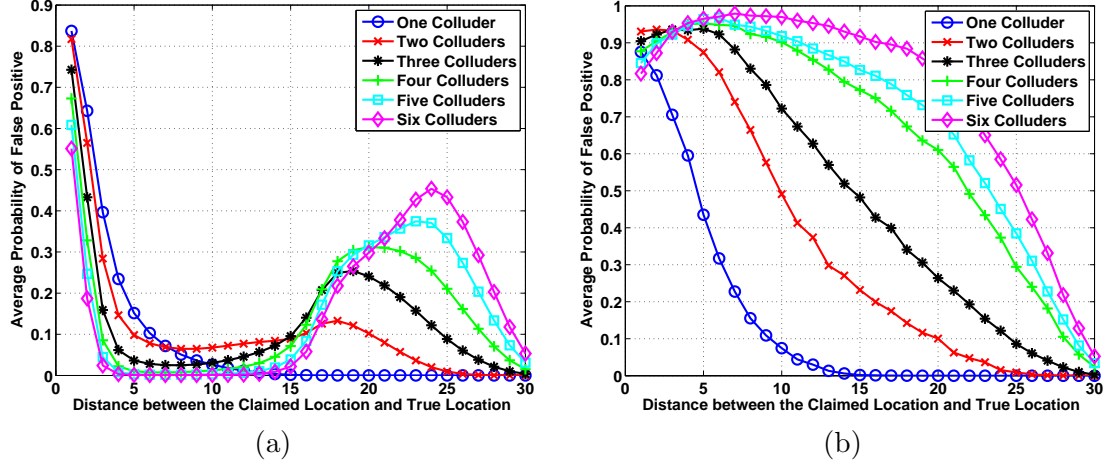 Average Probability of False Positive
0.9
0.8
0.7
0.6
0.5
0.4
0.3
0.2
0.1
0
0 5 10 15 20 25 30
Distance between the Claimed Location and True Location
One Colluder
Two Colluders
Three Colluders
Four Colluders
Five Colluders
Six Colluders
(a)
Average Probability of False Positive
1
0.9
0.8
0.7
0.6
0.5
0.4
0.3
0.2
0.1
0
0 5 10 15 20 25 30
Distance between the Claimed Location and True Location
One Colluder
Two Colluders
Three Colluders
Four Colluders
Five Colluders
Six Colluders
(b)